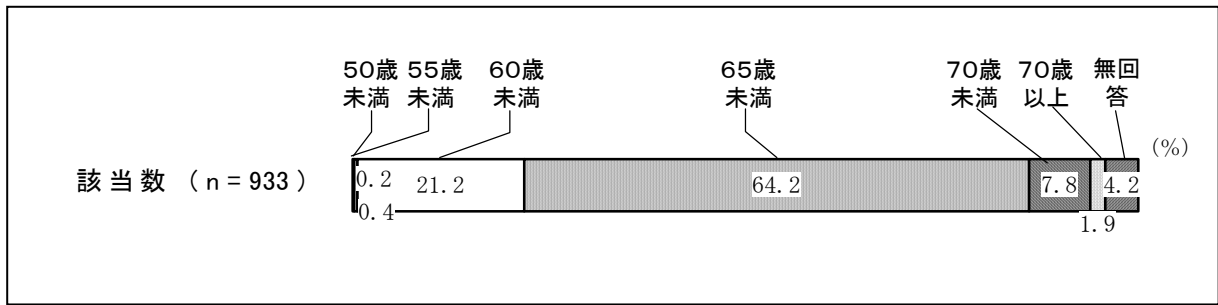 50歳 55歳 60歳 65歳 70歳 70歳 無回
未満 未満 未満 未満 未満 以上 答
(%)
該当数（n=933） 0.2 21.2 64.2 7.8 4.2
0.4 1.9